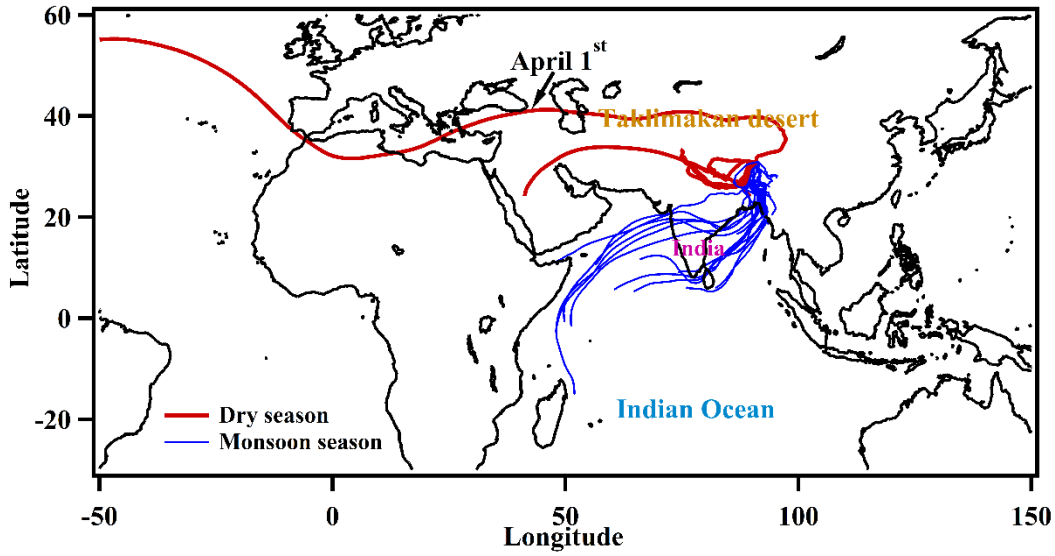 60
40
20
0
-20
Latitude
April 1st
Taklimakan desert
India
Indian Ocean
Dry season
Monsoon season
-50
0
50
100
150
Longitude